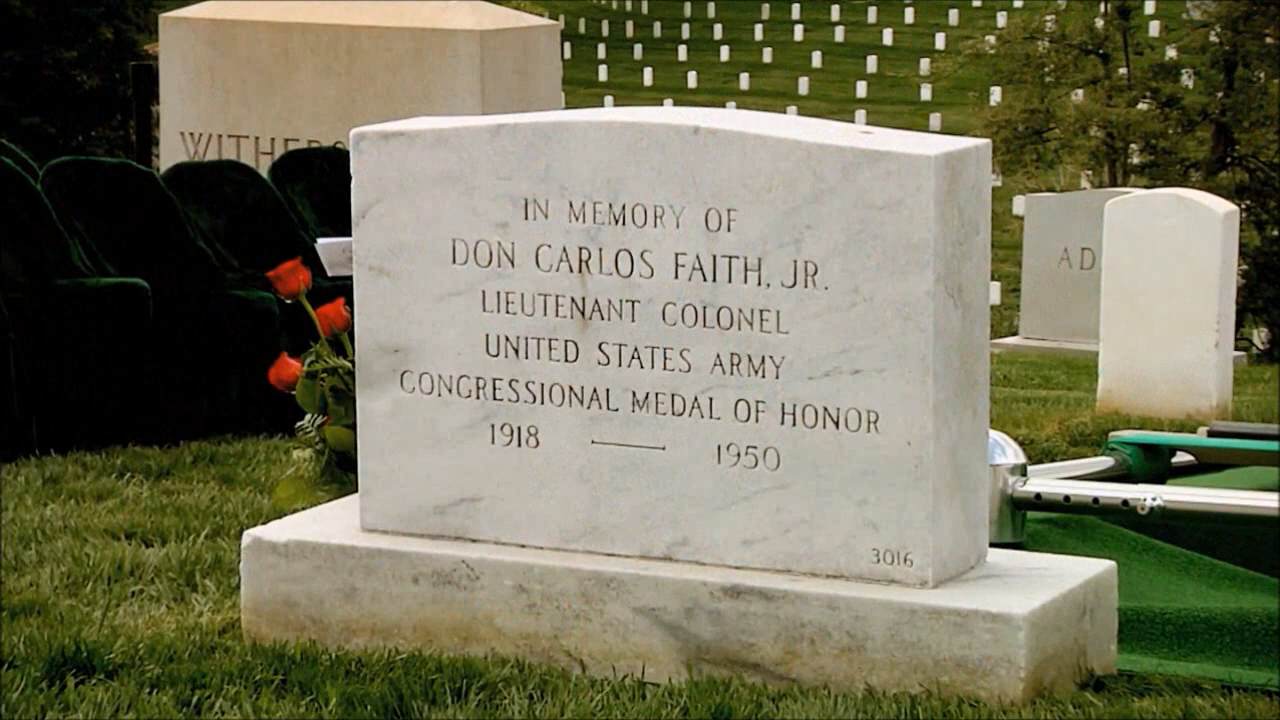 IN MEMORY OF
DON CARLOS FAITH, JR.
LIEUTENANT COLONEL
UNITED STATES ARMY
CONGRESSIONAL MEDAL OF HONOR
1918 — 1950
3016